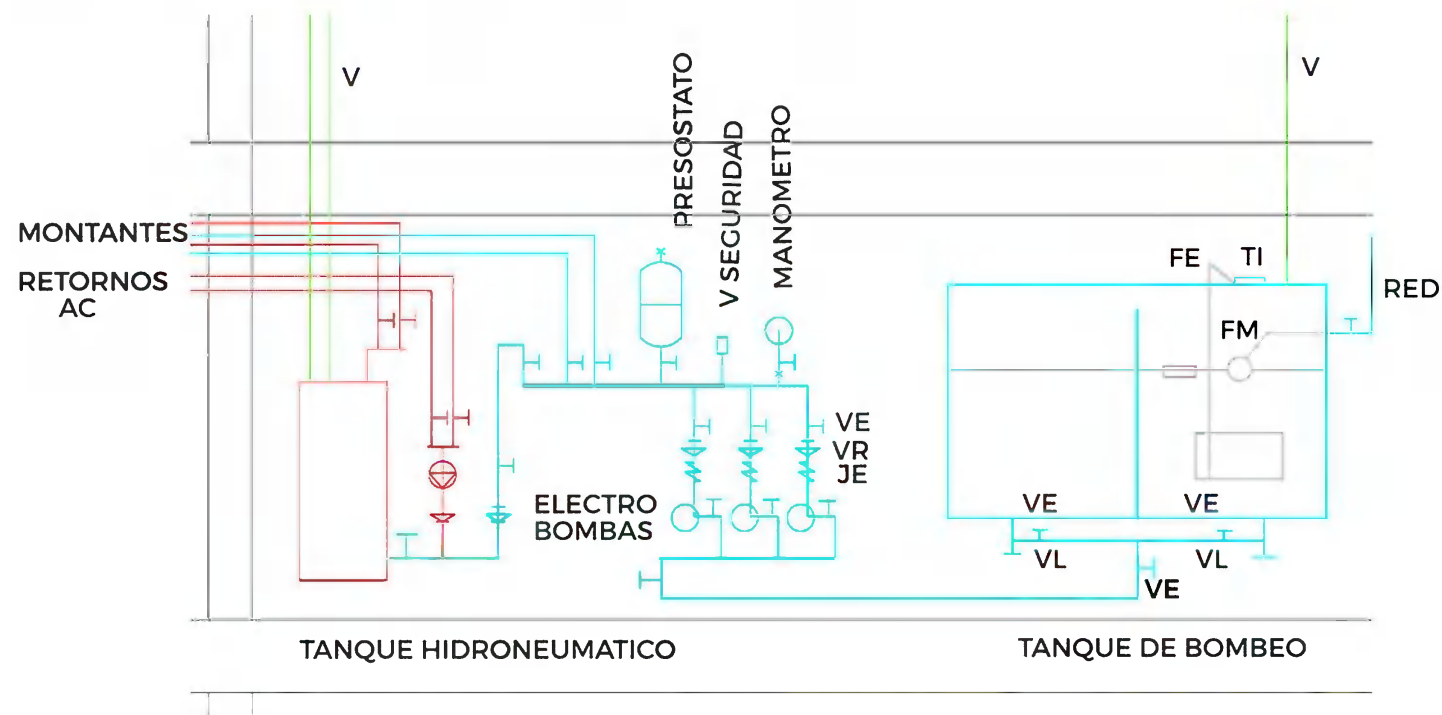 V
V
PRESOSTATO
V SEGURIDAD
MANOMETRO
MONTANTES
RETORNOS
AC
FE
TI
RED
FM
VE
VR
JE
ELECTRO
BOMBAS
VE
VE
VL
VL
VE
TANQUE HIDRONEUMATICO
TANQUE DE BOMBEO